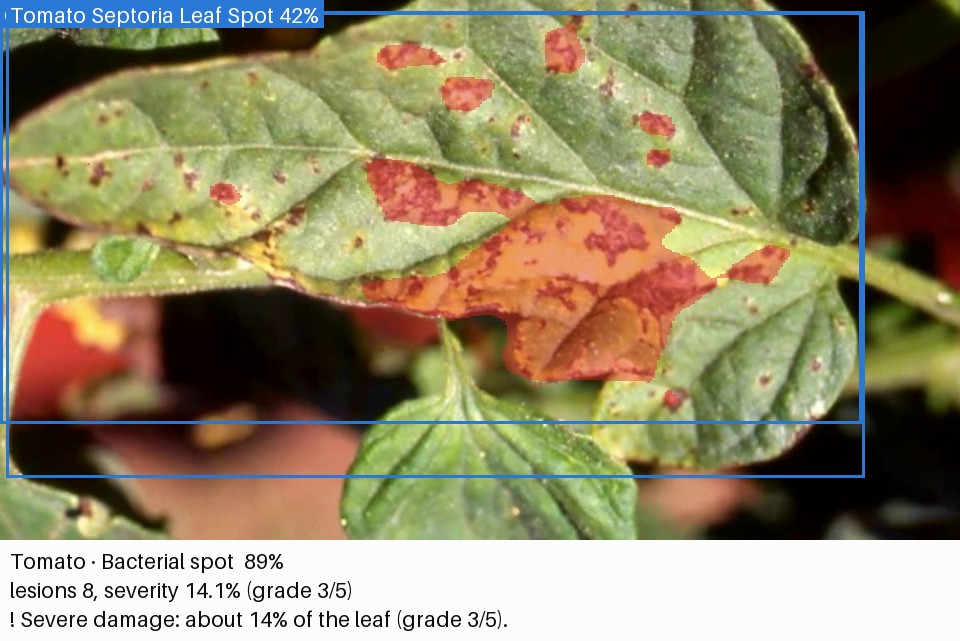 Tomato Septoria Leaf Spot 42%
Tomato · Bacterial spot 89%
lesions 8, severity 14.1% (grade 3/5)
! Severe damage: about 14% of the leaf (grade 3/5).